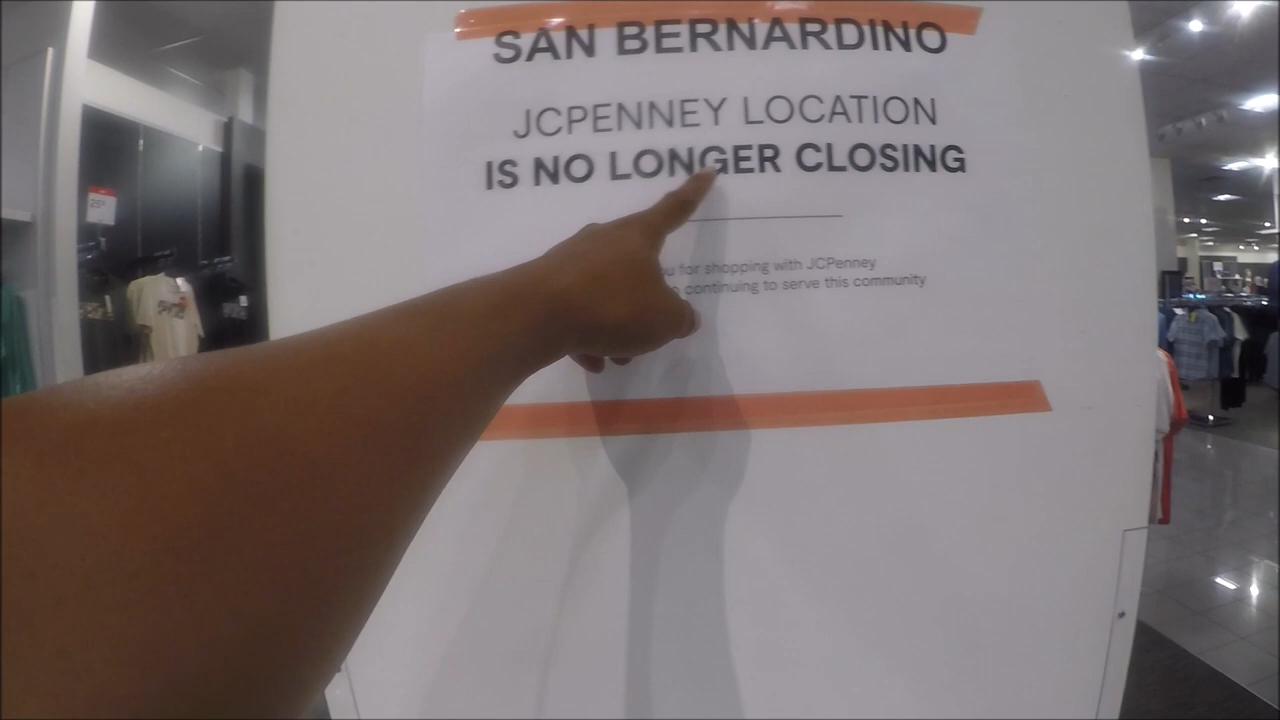 SAN BERNARDINO
JCPENNEY LOCATION
IS NO LONGER CLOSING
for shopping with JCPenney
continuing to serve this community